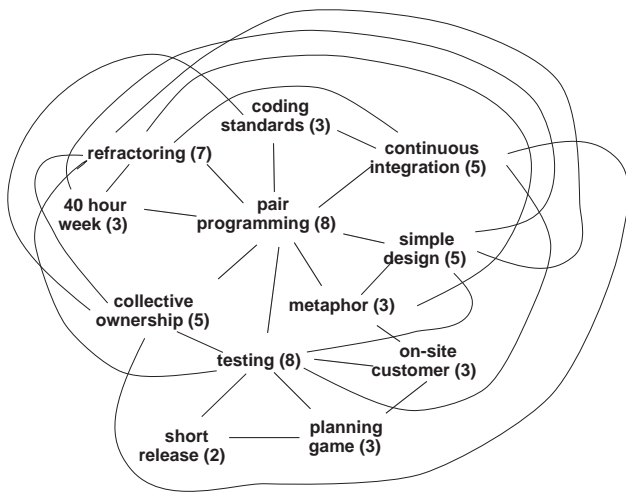 coding
standards (3)
continuous
integration (5)
refractoring (7)
40 hour
week (3)
pair
programming (8)
simple
design (5)
collective
ownership (5)
metaphor (3)
testing (8)
on-site
customer (3)
short
release (2)
planning
game (3)